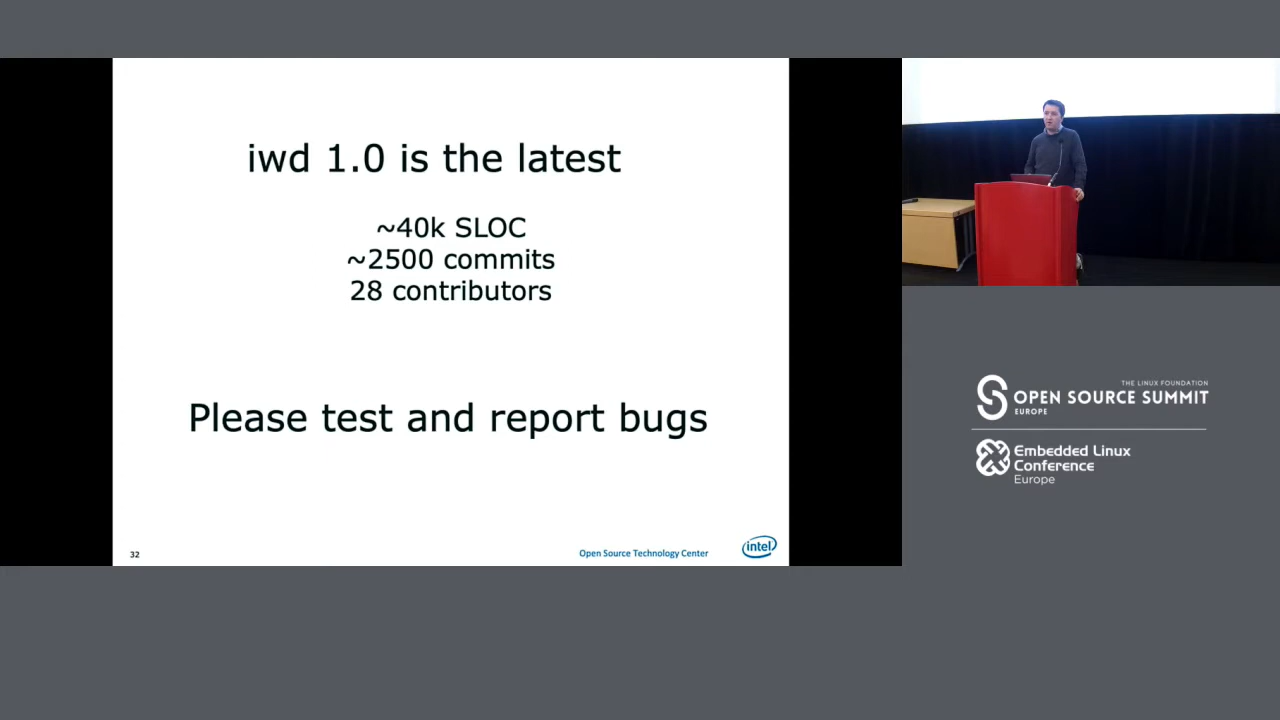 iwd 1.0 is the latest
~40k SLOC
~2500 commits
28 contributors
Please test and report bugs
32
Open Source Technology Center
intel
THE LINUX FOUNDATION
OPEN SOURCE SUMMIT
EUROPE
Embedded Linux
Conference
Europe